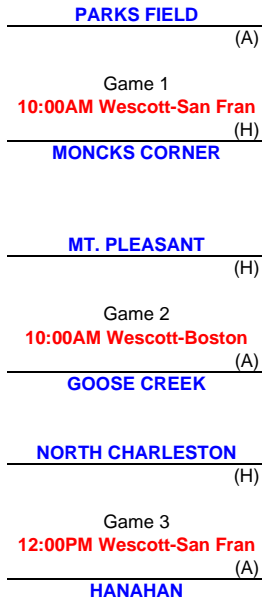 PARKS FIELD
(A)
Game 1
10:00AM Wescott-San Fran
(H)
MONCKS CORNER
MT. PLEASANT
(H)
Game 2
10:00AM Wescott-Boston
(A)
GOOSE CREEK
NORTH CHARLESTON
(H)
Game 3
12:00PM Wescott-San Fran
(A)
HANAHAN